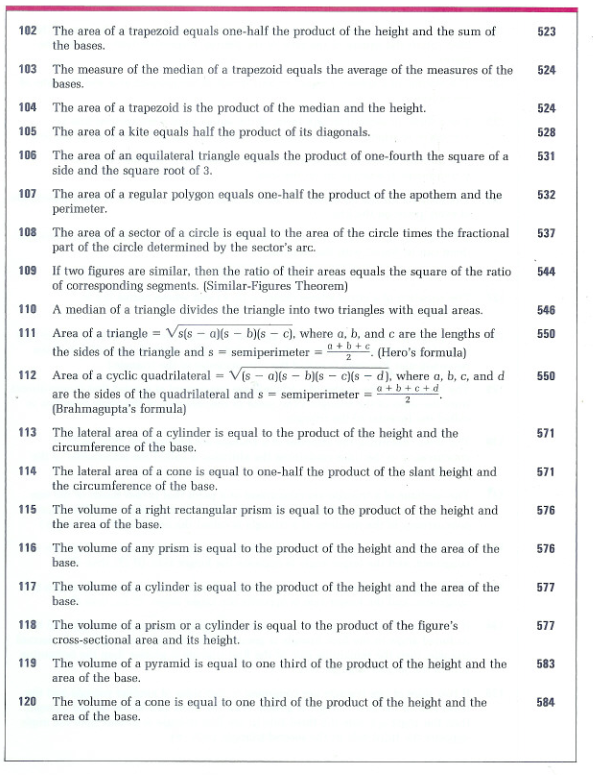 102 The area of a trapezoid equals one-half the product of the height and the sum of 523
the bases.
103 The measure of the median of a trapezoid equals the average of the measures of the 524
bases.
104 The area of a trapezoid is the product of the median and the height. 524
105 The area of a kite equals half the product of its diagonals. 528
106 The area of an equilateral triangle equals the product of one-fourth the square of a 531
side and the square root of 3.
107 The area of a regular polygon equals one-half the product of the apothem and the 532
perimeter.
108 The area of a sector of a circle is equal to the area of the circle times the fractional 537
part of the circle determined by the sector's arc.
109 If two figures are similar, then the ratio of their areas equals the square of the ratio 544
of corresponding segments. (Similar-Figures Theorem)
110 A median of a triangle divides the triangle into two triangles with equal areas. 546
111 Area of a triangle = √s(s − a)(s − b)(s − c), where a, b, and c are the lengths of 550
the sides of the triangle and s = semiperimeter = a + b + c / 2. (Hero's formula)
112 Area of a cyclic quadrilateral = √(s − a)(s − b)(s − c)(s − d), where a, b, c, and d 550
are the sides of the quadrilateral and s = semiperimeter = a + b + c + d / 2.
(Brahmagupta's formula)
113 The lateral area of a cylinder is equal to the product of the height and the 571
circumference of the base.
114 The lateral area of a cone is equal to one-half the product of the slant height and 571
the circumference of the base.
115 The volume of a right rectangular prism is equal to the product of the height and 576
the area of the base.
116 The volume of any prism is equal to the product of the height and the area of the 576
base.
117 The volume of a cylinder is equal to the product of the height and the area of the 577
base.
118 The volume of a prism or a cylinder is equal to the product of the figure's 577
cross-sectional area and its height.
119 The volume of a pyramid is equal to one third of the product of the height and the 583
area of the base.
120 The volume of a cone is equal to one third of the product of the height and the 584
area of the base.